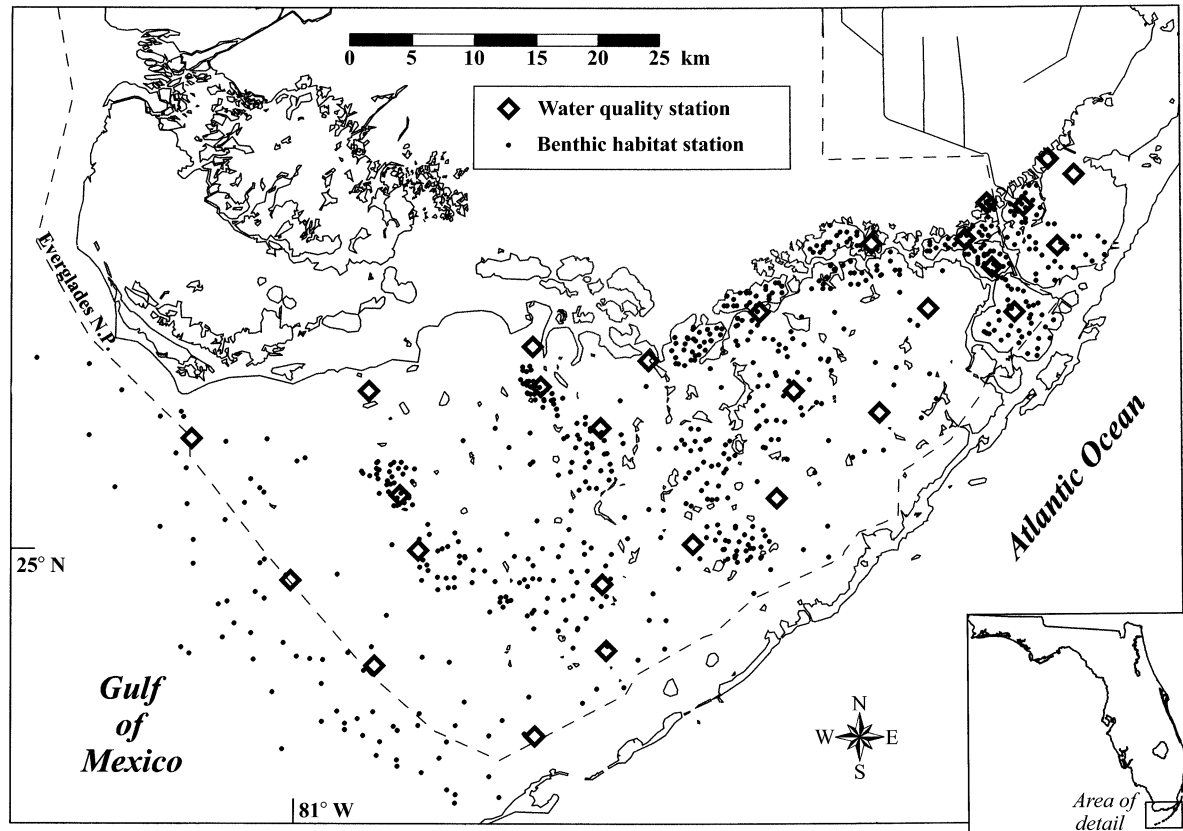 0 5 10 15 20 25 km
Water quality station
Benthic habitat station
Everglades N.P.
Atlantic Ocean
25° N
Gulf
of
Mexico
N
W E
S
81° W
Area of
detail